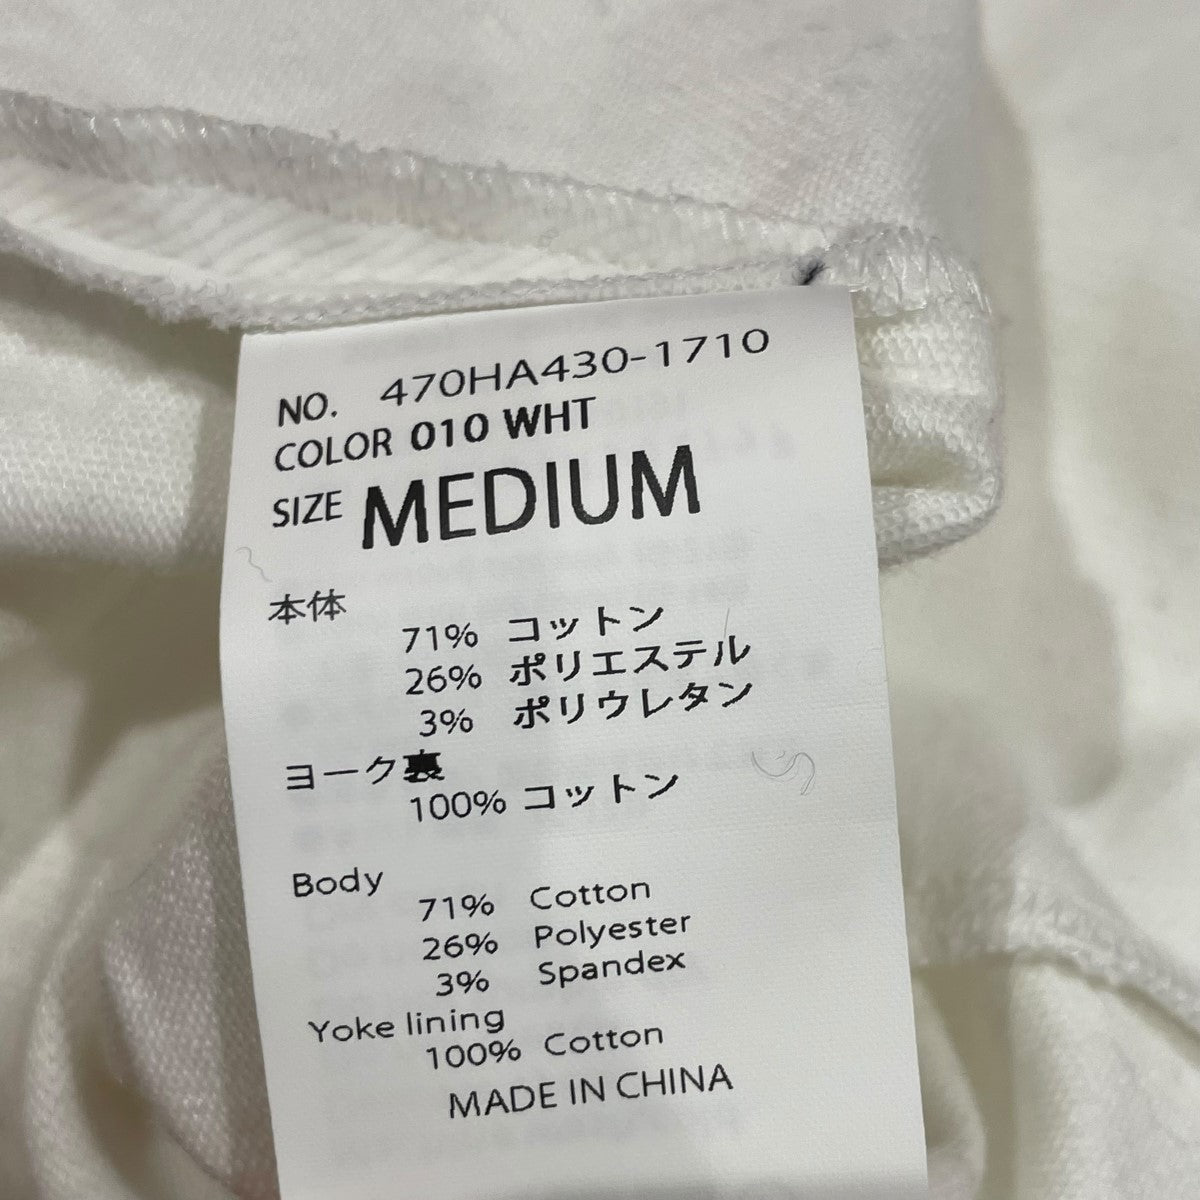 NO. 470HA430-1710
COLOR 010 WHT
SIZE MEDIUM
本体
71% コットン
26% ポリエステル
3% ポリウレタン
ヨーク裏
100% コットン
Body
71% Cotton
26% Polyester
3% Spandex
Yoke lining
100% Cotton
MADE IN CHINA